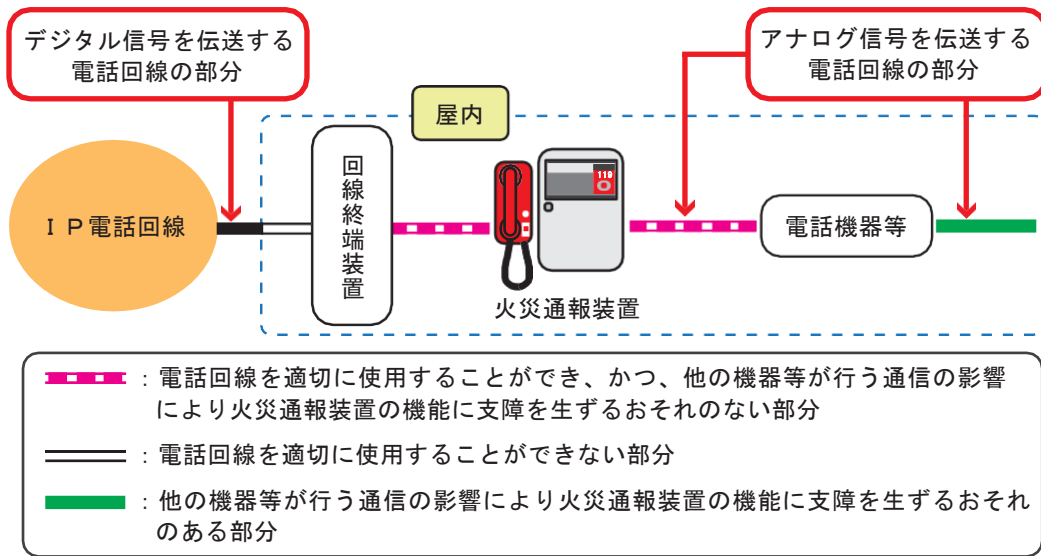 デジタル信号を伝送する
電話回線の部分
アナログ信号を伝送する
電話回線の部分
屋内
ＩＰ電話回線
回線終端装置
119
火災通報装置
電話機器等
：電話回線を適切に使用することができ、かつ、他の機器等が行う通信の影響
により火災通報装置の機能に支障を生ずるおそれのない部分
：電話回線を適切に使用することができない部分
：他の機器等が行う通信の影響により火災通報装置の機能に支障を生ずるおそれ
のある部分